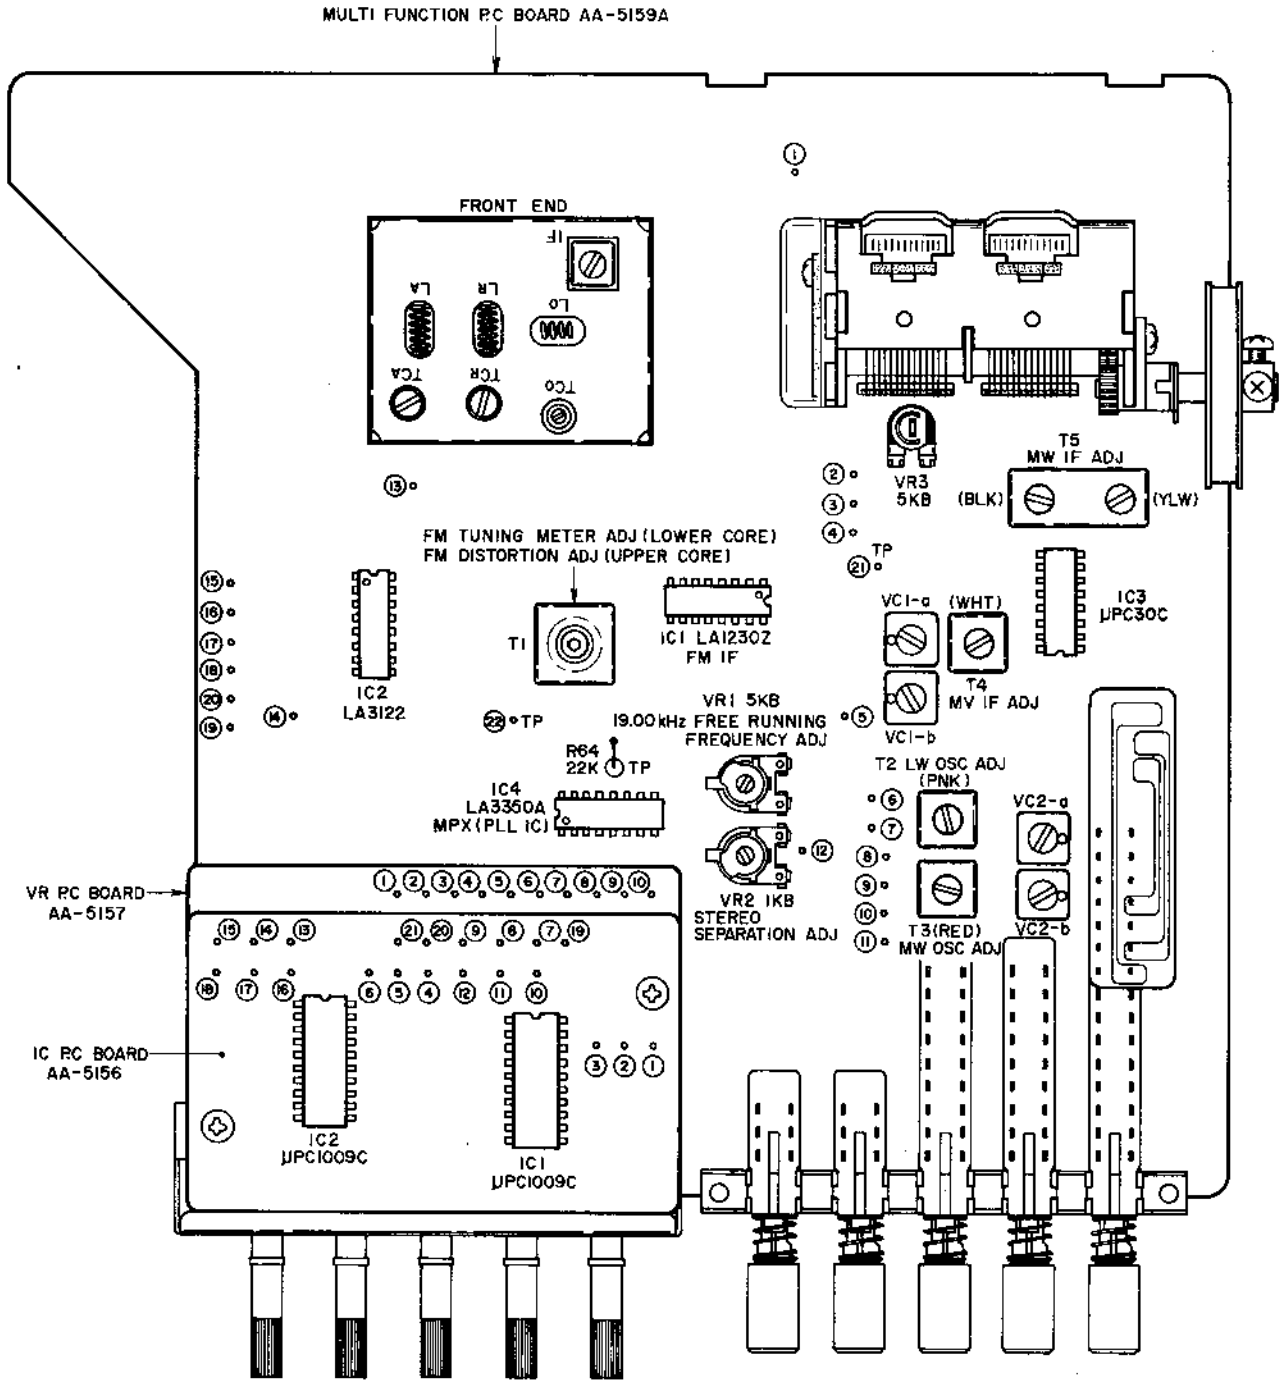 MULTI FUNCTION P.C BOARD AA-5159A
1
FRONT END
IF
LA
LR
LO
TCA
TCR
TCO
T5
MW IF ADJ
(BLK)
(YLW)
VR3
5KB
2
3
4
TP
21
13
FM TUNING METER ADJ (LOWER CORE)
FM DISTORTION ADJ (UPPER CORE)
15
16
17
18
20
19
14
IC2
LA3122
T1
IC1 LA1230Z
FM IF
VC1-a
(WHT)
IC3
μPC30C
T4
MV IF ADJ
VC1-b
5
22 TP
VR1 5KB
19.00kHz FREE RUNNING
FREQUENCY ADJ
R64
22K
TP
IC4
LA3350A
MPX (PLL IC)
T2 LW OSC ADJ
(PNK)
6
7
8
9
10
11
12
VC2-a
VC2-b
VR2 1KB
STEREO
SEPARATION ADJ
T3 (RED)
MW OSC ADJ
VR P.C BOARD
AA-5157
1 2 3 4 5 6 7 8 9 10
15 14 13 21 20 9 8 7 19
18 17 16 6 5 4 12 11 10
IC P.C BOARD
AA-5156
3 2 1
IC2
μPC1009C
IC1
μPC1009C